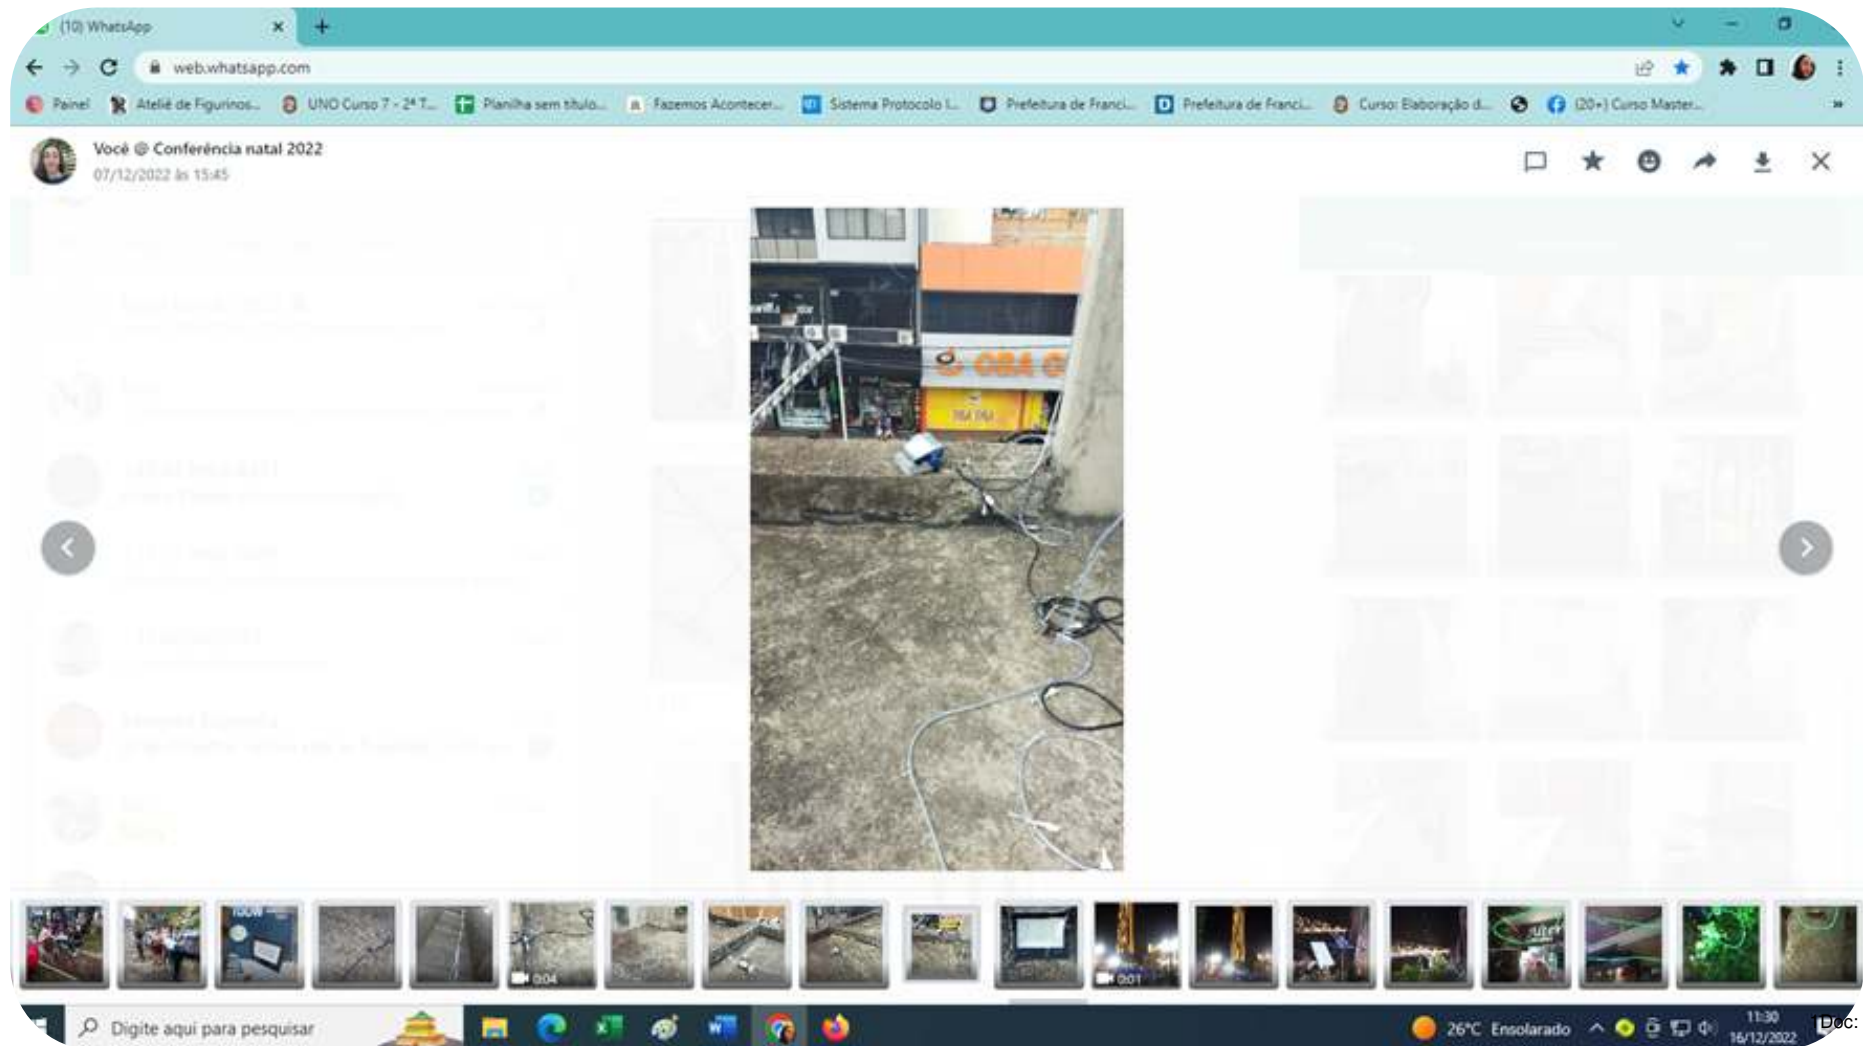 (10) WhatsApp
web.whatsapp.com
Painel
Ateliê de Figurinos...
UNO Curso 7 - 2ª T...
Planilha sem título...
Fazemos Acontecer...
Sistema Protocolo I...
Prefeitura de Franci...
Prefeitura de Franci...
Curso: Elaboração d...
(20+) Curso Master...
Você @ Conferência natal 2022
07/12/2022 às 15:45
OBA G
0:04
0:01
Digite aqui para pesquisar
26°C Ensolarado
11:30
16/12/2022
1Doc: